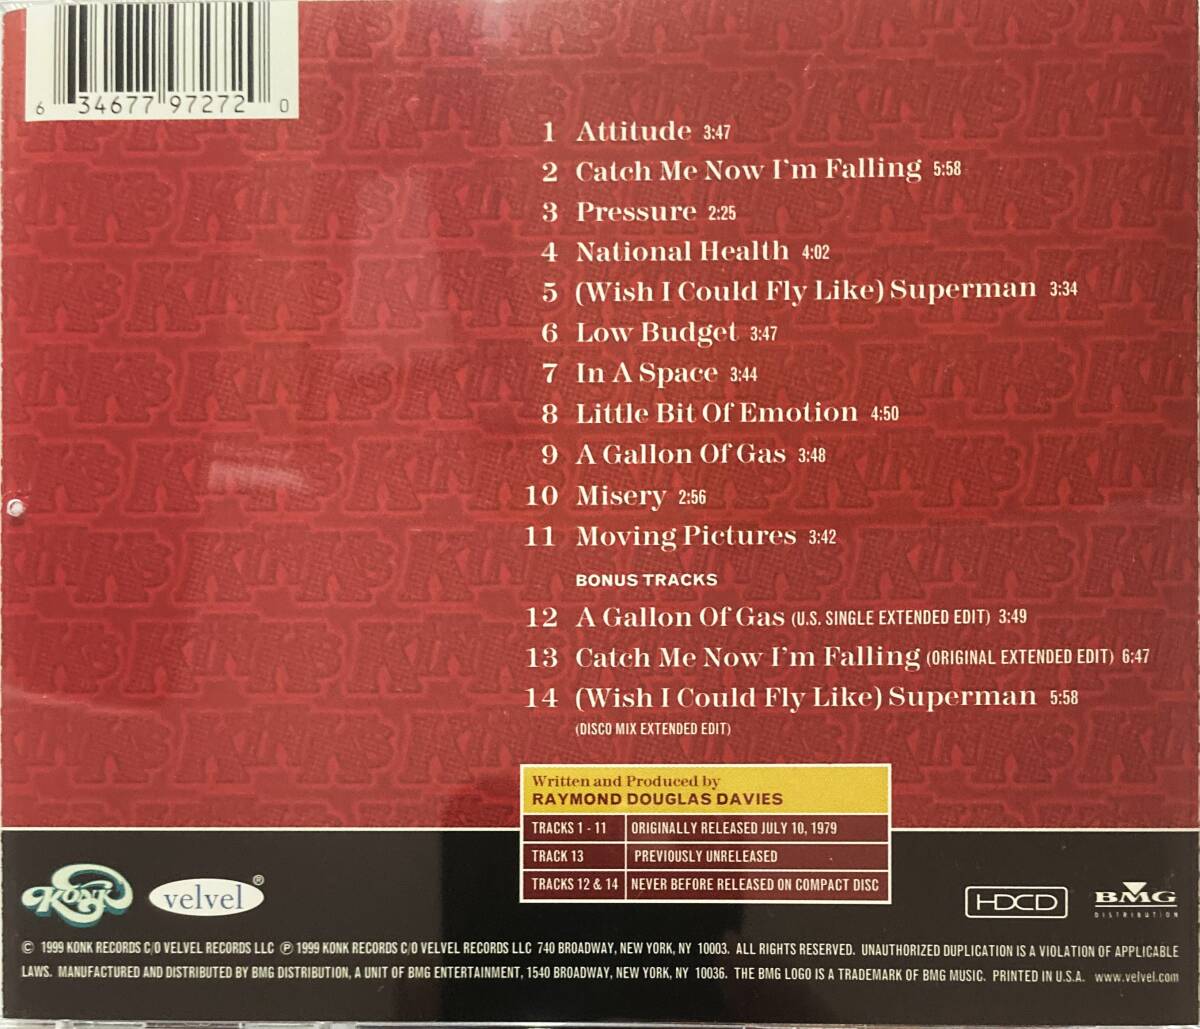 6 34677 97272 0
1 Attitude 3:47
2 Catch Me Now I'm Falling 5:58
3 Pressure 2:25
4 National Health 4:02
5 (Wish I Could Fly Like) Superman 3:34
6 Low Budget 3:47
7 In A Space 3:44
8 Little Bit Of Emotion 4:50
9 A Gallon Of Gas 3:48
10 Misery 2:56
11 Moving Pictures 3:42
BONUS TRACKS
12 A Gallon Of Gas (U.S. SINGLE EXTENDED EDIT) 3:49
13 Catch Me Now I'm Falling (ORIGINAL EXTENDED EDIT) 6:47
14 (Wish I Could Fly Like) Superman 5:58
(DISCO MIX EXTENDED EDIT)
Written and Produced by
RAYMOND DOUGLAS DAVIES
TRACKS 1 - 11 ORIGINALLY RELEASED JULY 10, 1979
TRACK 13 PREVIOUSLY UNRELEASED
TRACKS 12 & 14 NEVER BEFORE RELEASED ON COMPACT DISC
KONK velvel® HDCD BMG
DISTRIBUTION
© 1999 KONK RECORDS C/O VELVEL RECORDS LLC ℗ 1999 KONK RECORDS C/O VELVEL RECORDS LLC 740 BROADWAY, NEW YORK, NY 10003. ALL RIGHTS RESERVED. UNAUTHORIZED DUPLICATION IS A VIOLATION OF APPLICABLE
LAWS. MANUFACTURED AND DISTRIBUTED BY BMG DISTRIBUTION, A UNIT OF BMG ENTERTAINMENT, 1540 BROADWAY, NEW YORK, NY 10036. THE BMG LOGO IS A TRADEMARK OF BMG MUSIC. PRINTED IN U.S.A. www.velvel.com